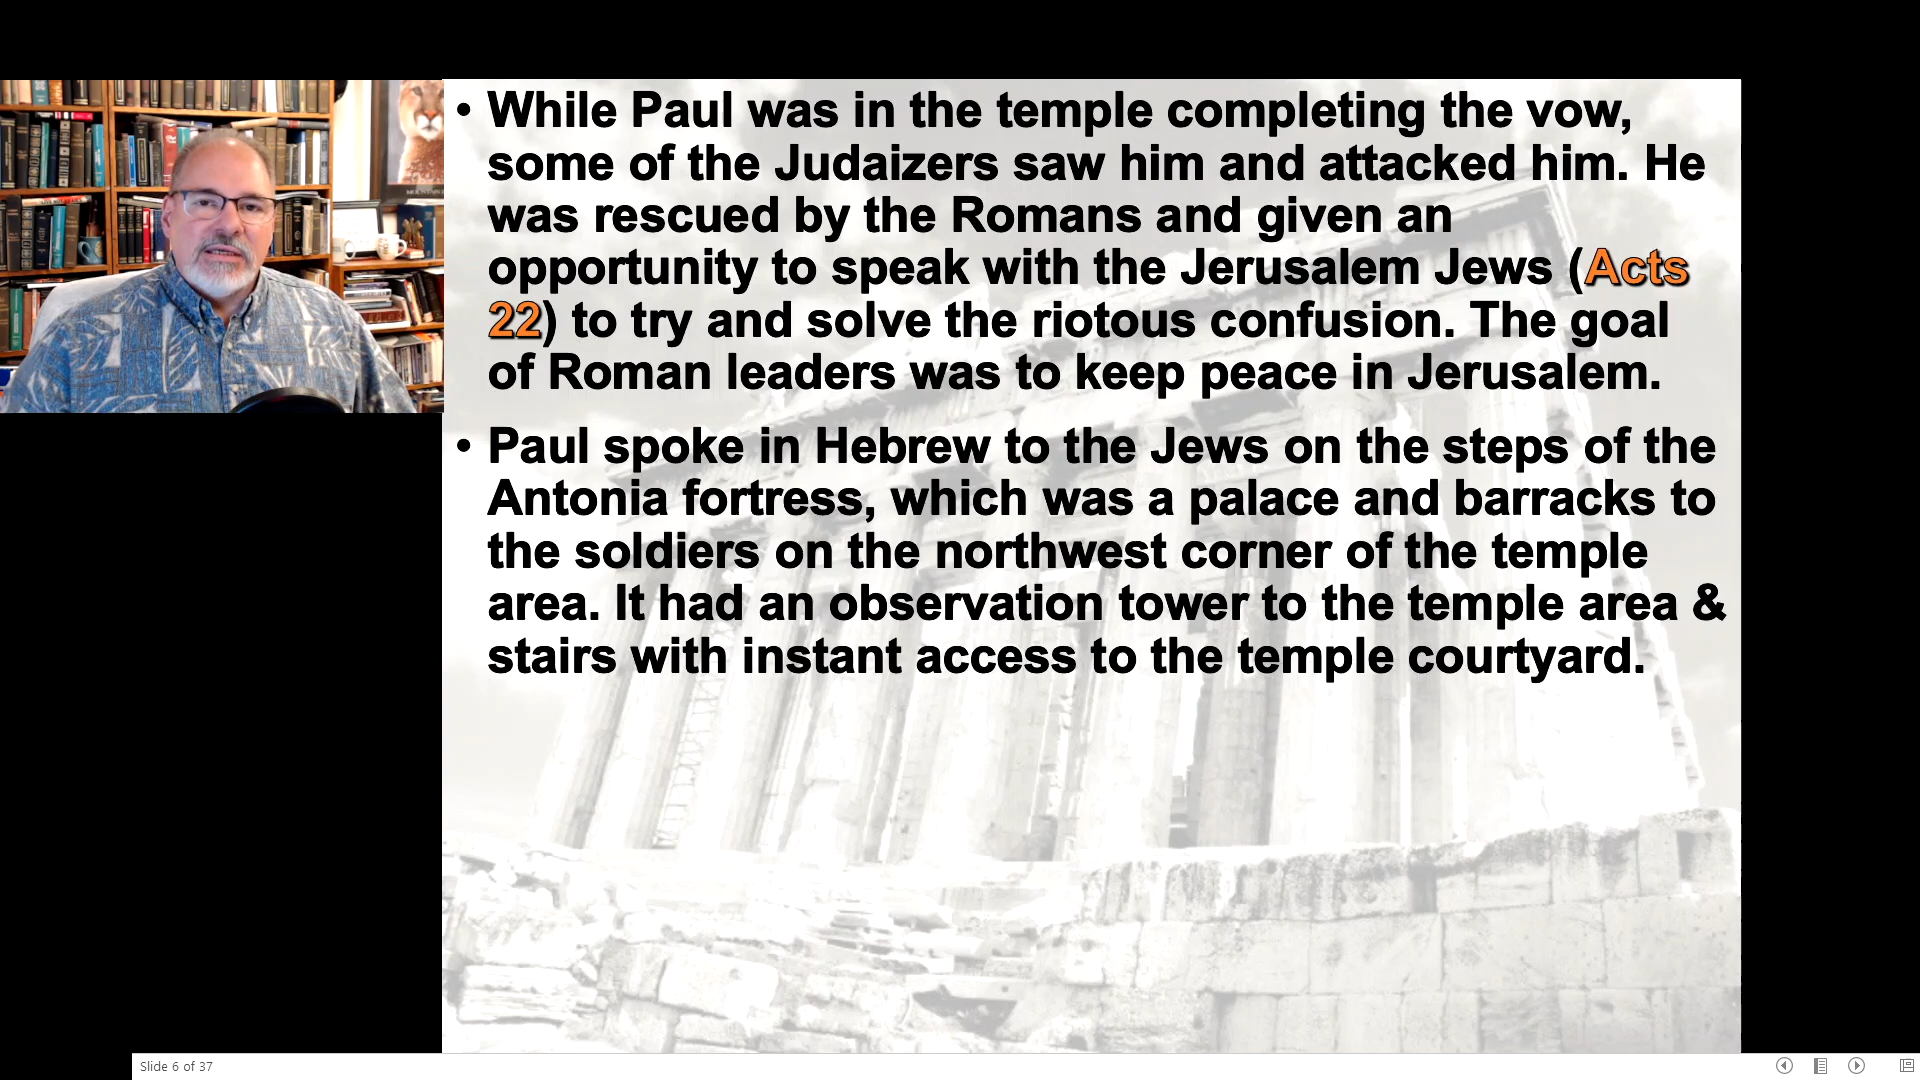 • While Paul was in the temple completing the vow,
some of the Judaizers saw him and attacked him. He
was rescued by the Romans and given an
opportunity to speak with the Jerusalem Jews (Acts
22) to try and solve the riotous confusion. The goal
of Roman leaders was to keep peace in Jerusalem.
• Paul spoke in Hebrew to the Jews on the steps of the
Antonia fortress, which was a palace and barracks to
the soldiers on the northwest corner of the temple
area. It had an observation tower to the temple area &
stairs with instant access to the temple courtyard.
Slide 6 of 37